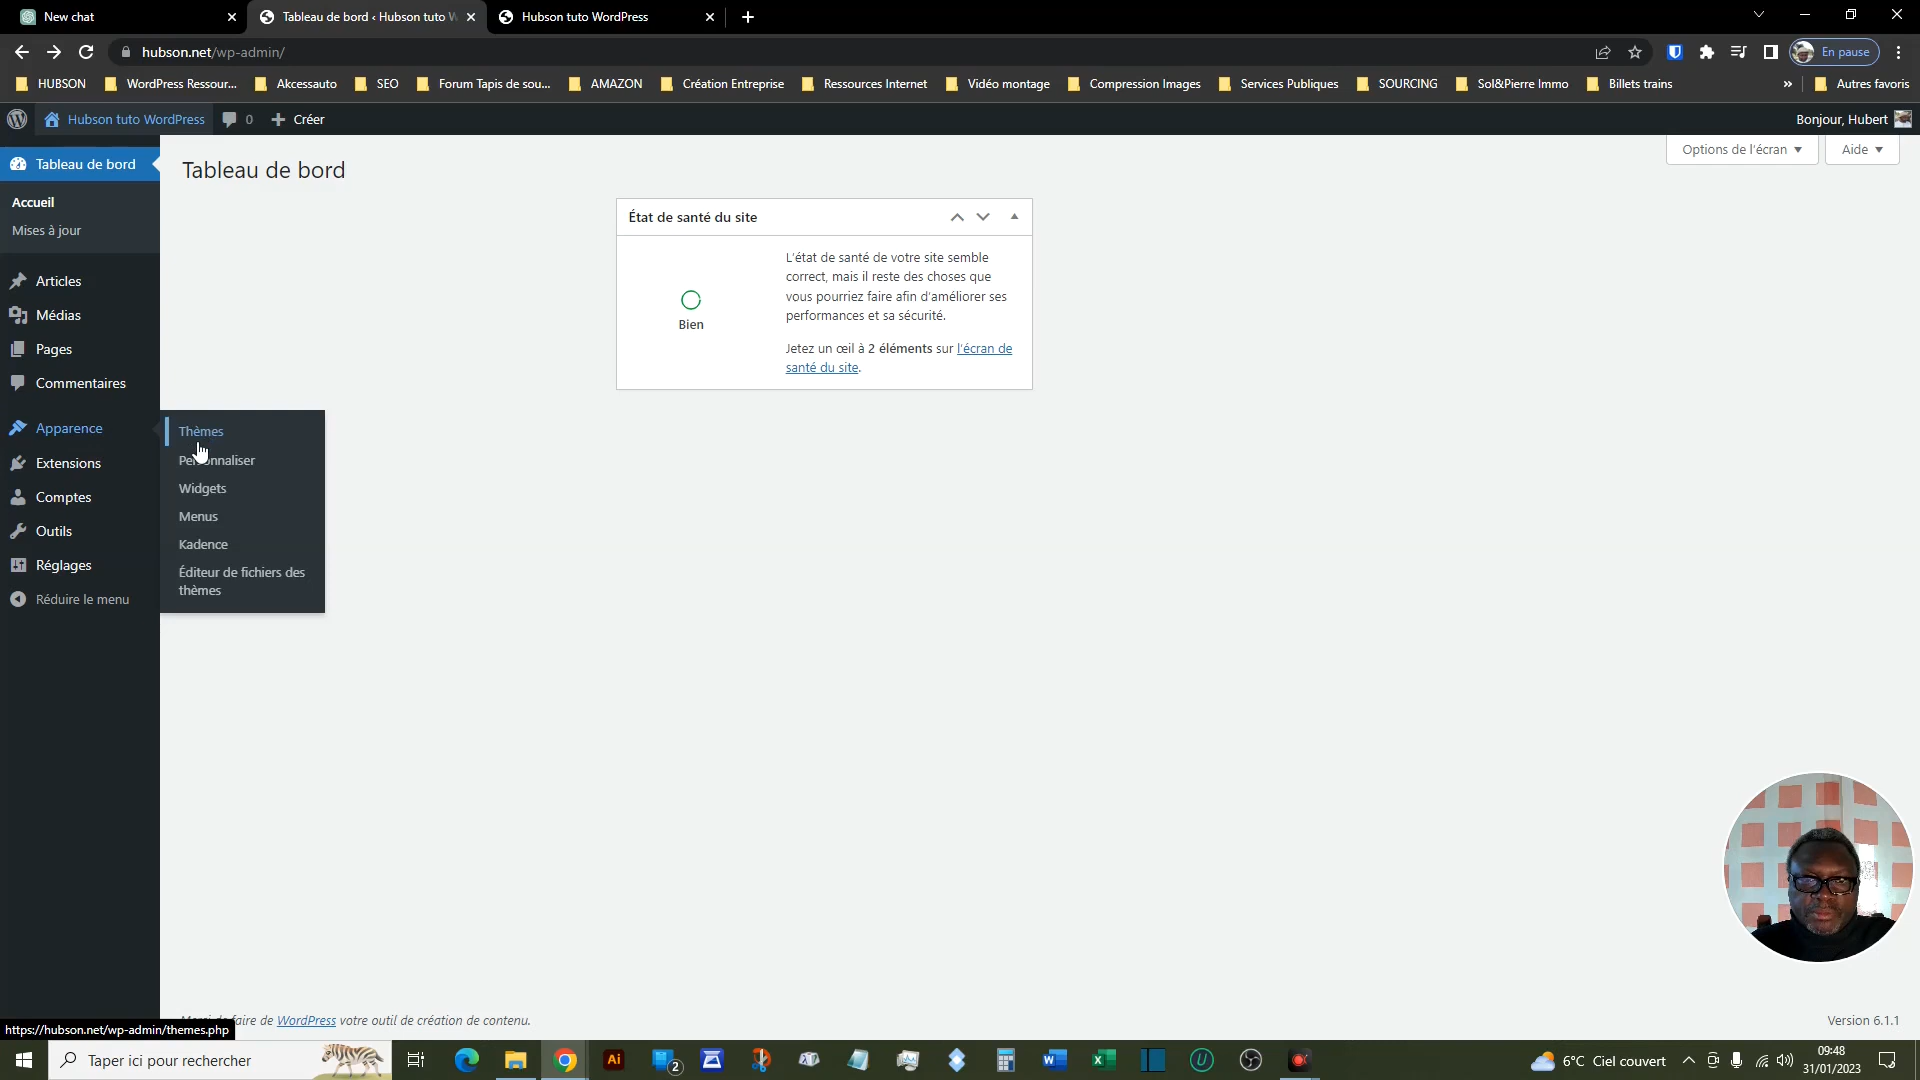 New chat
Tableau de bord ‹ Hubson tuto W
Hubson tuto WordPress
hubson.net/wp-admin/
En pause
HUBSON
WordPress Ressour...
Akcessauto
SEO
Forum Tapis de sou...
AMAZON
Création Entreprise
Ressources Internet
Vidéo montage
Compression Images
Services Publiques
SOURCING
Sol&Pierre Immo
Billets trains
»
Autres favoris
Hubson tuto WordPress
0
Créer
Bonjour, Hubert
Tableau de bord
Accueil
Mises à jour
Articles
Médias
Pages
Commentaires
Apparence
Extensions
Comptes
Outils
Réglages
Réduire le menu
Thèmes
Personnaliser
Widgets
Menus
Kadence
Éditeur de fichiers des
thèmes
Tableau de bord
Options de l'écran
Aide
État de santé du site
Bien
L'état de santé de votre site semble
correct, mais il reste des choses que
vous pourriez faire afin d'améliorer ses
performances et sa sécurité.
Jetez un œil à 2 éléments sur l'écran de
santé du site.
faire de WordPress votre outil de création de contenu.
Version 6.1.1
https://hubson.net/wp-admin/themes.php
Taper ici pour rechercher
Ai
2
6°C Ciel couvert
09:48
31/01/2023